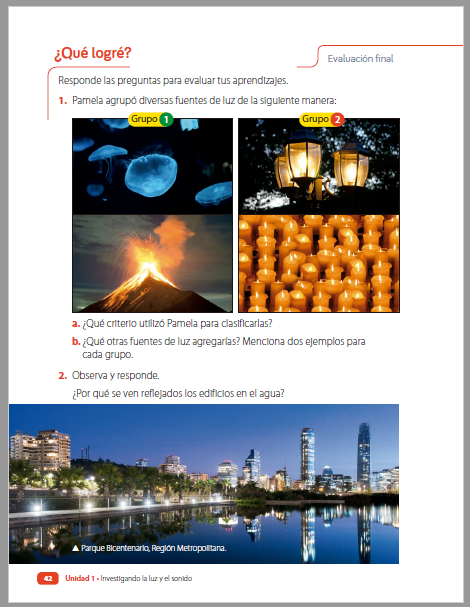 ¿Qué logré?
Evaluación final
Responde las preguntas para evaluar tus aprendizajes.
1. Pamela agrupó diversas fuentes de luz de la siguiente manera:
Grupo 1
Grupo 2
a. ¿Qué criterio utilizó Pamela para clasificarlas?
b. ¿Qué otras fuentes de luz agregarías? Menciona dos ejemplos para
cada grupo.
2. Observa y responde.
¿Por qué se ven reflejados los edificios en el agua?
▲ Parque Bicentenario, Región Metropolitana.
42 Unidad 1 • Investigando la luz y el sonido